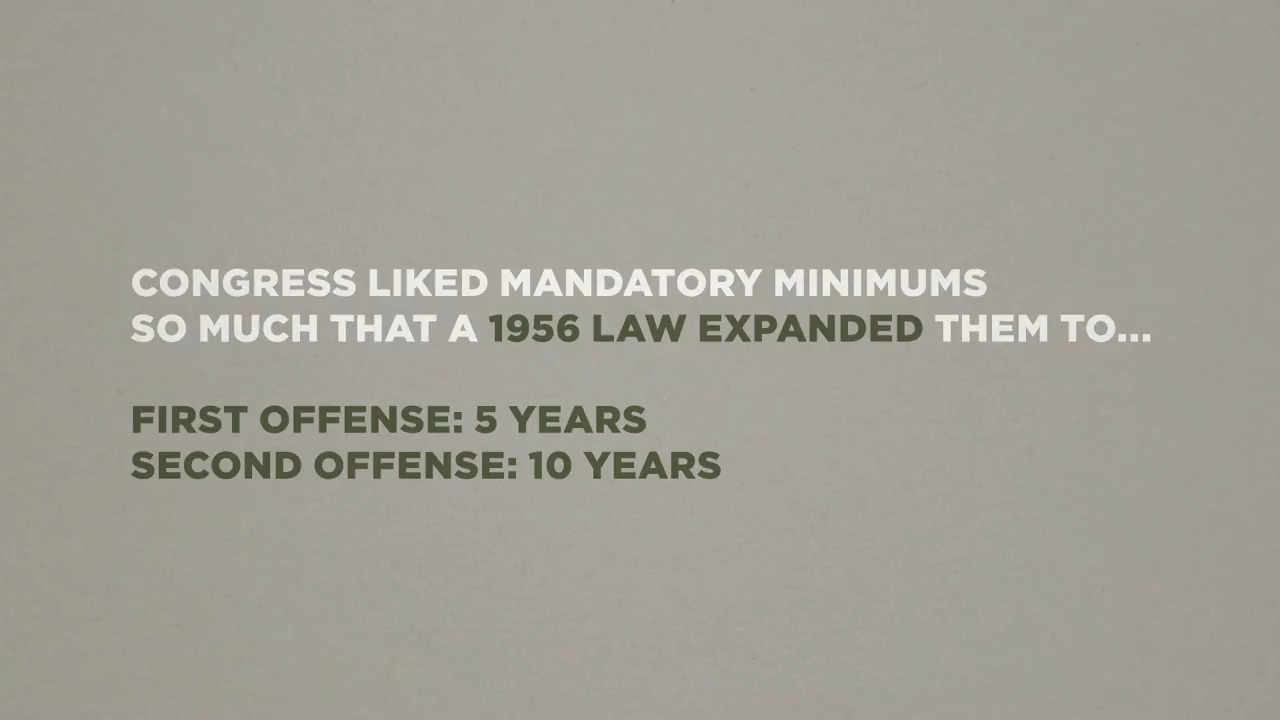 CONGRESS LIKED MANDATORY MINIMUMS
SO MUCH THAT A 1956 LAW EXPANDED THEM TO...
FIRST OFFENSE: 5 YEARS
SECOND OFFENSE: 10 YEARS